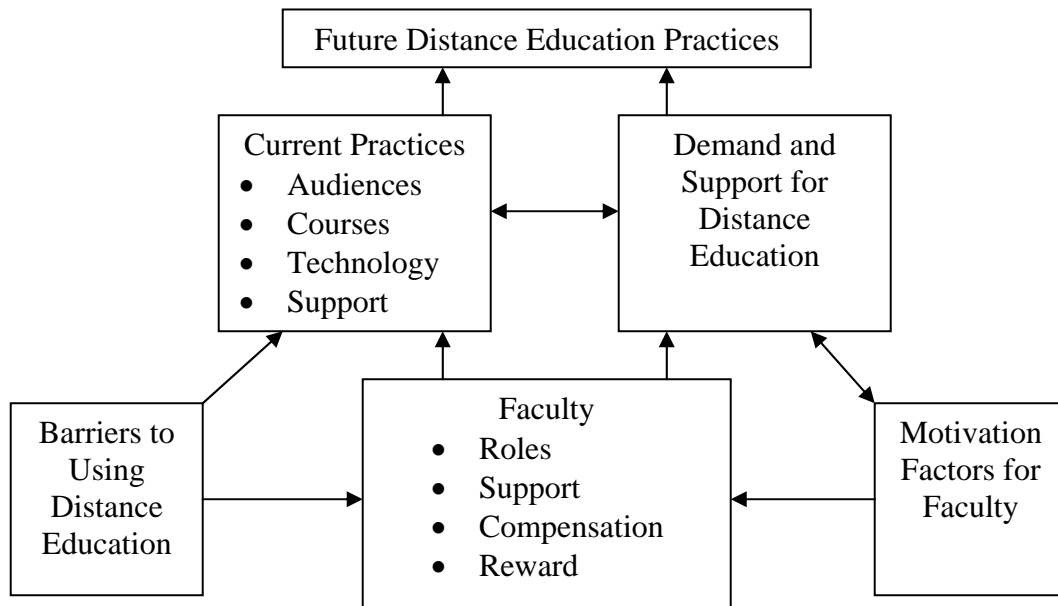 Future Distance Education Practices
Current Practices
• Audiences
• Courses
• Technology
• Support
Demand and
Support for
Distance
Education
Barriers to
Using
Distance
Education
Faculty
• Roles
• Support
• Compensation
• Reward
Motivation
Factors for
Faculty